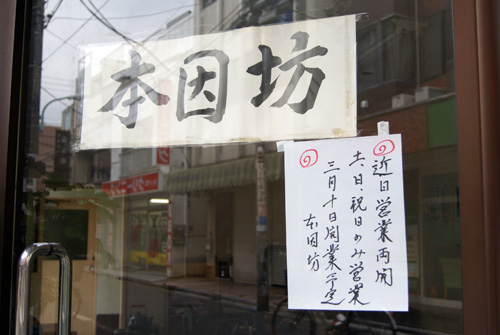 本因坊
近日営業再開
土、日、祝日のみ営業
三月十日開業予定
本因坊